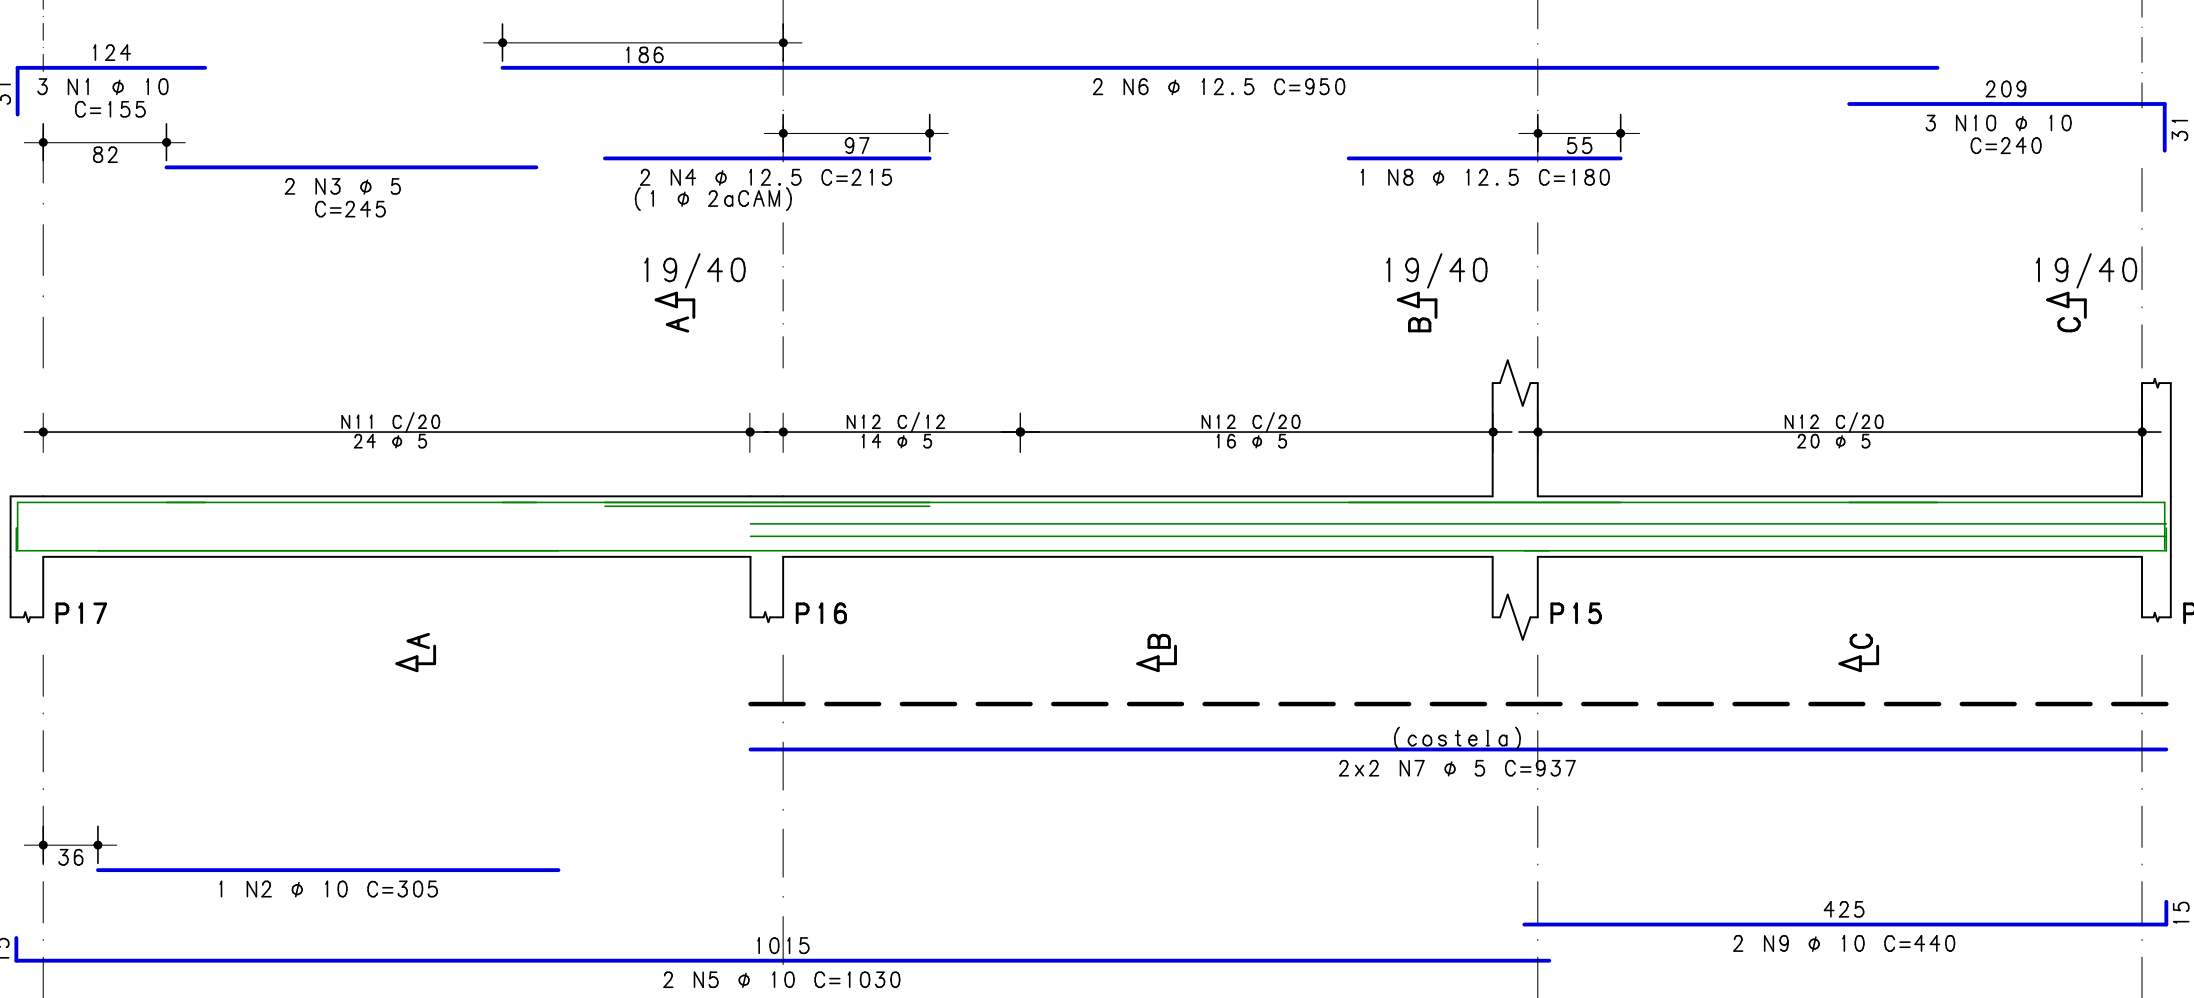 186
124
31
3 N1 φ 10
C=155
82
2 N3 φ 5
C=245
2 N6 φ 12.5 C=950
97
2 N4 φ 12.5 C=215
(1 φ 2aCAM)
55
1 N8 φ 12.5 C=180
209
3 N10 φ 10
C=240
31
19/40
A
19/40
B
19/40
C
N11 C/20
24 φ 5
N12 C/12
14 φ 5
N12 C/20
16 φ 5
N12 C/20
20 φ 5
P17
P16
P15
P
A
B
C
(costela)
2x2 N7 φ 5 C=937
36
1 N2 φ 10 C=305
425
15
2 N9 φ 10 C=440
15
1015
2 N5 φ 10 C=1030